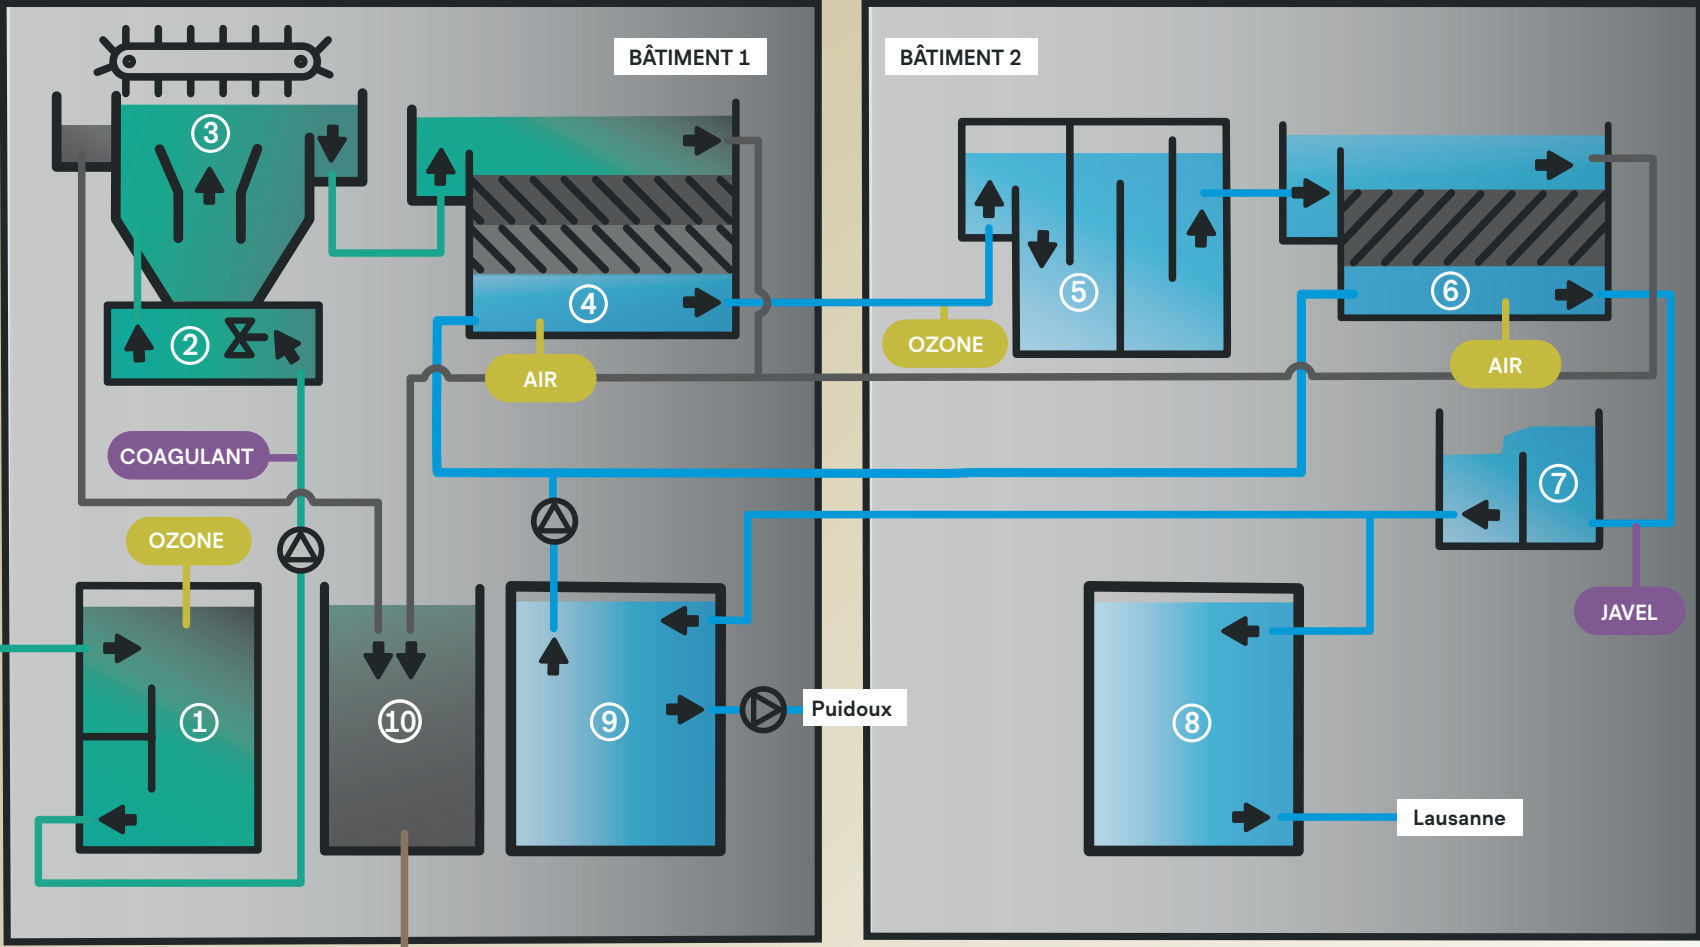 BÂTIMENT 1
BÂTIMENT 2
3
4
5
6
2
OZONE
AIR
AIR
COAGULANT
7
OZONE
JAVEL
1
10
9
Puidoux
8
Lausanne